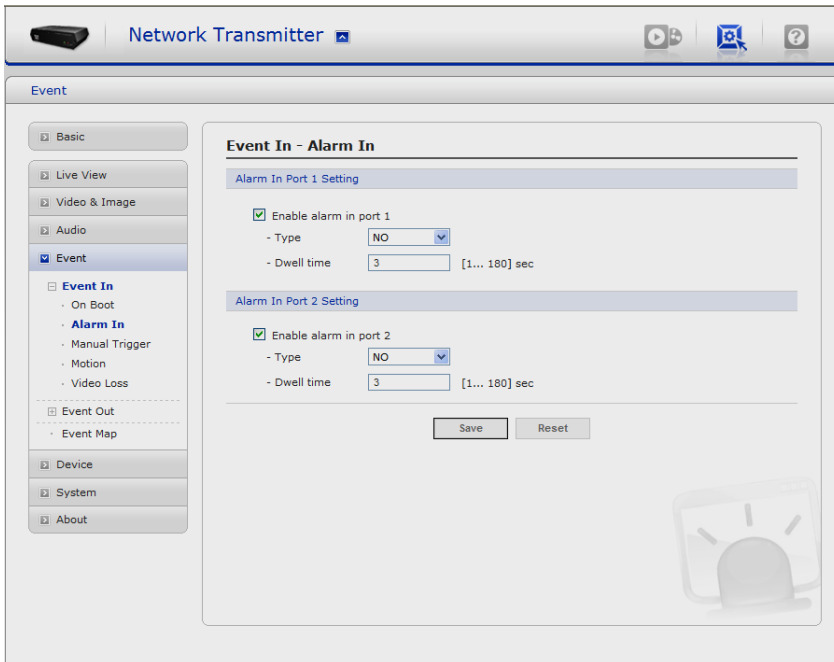 Network Transmitter
Event
Basic
Live View
Video & Image
Audio
Event
Event In
On Boot
Alarm In
Manual Trigger
Motion
Video Loss
Event Out
Event Map
Device
System
About
Event In - Alarm In
Alarm In Port 1 Setting
Enable alarm in port 1
- Type NO
- Dwell time 3 [1... 180] sec
Alarm In Port 2 Setting
Enable alarm in port 2
- Type NO
- Dwell time 3 [1... 180] sec
Save Reset